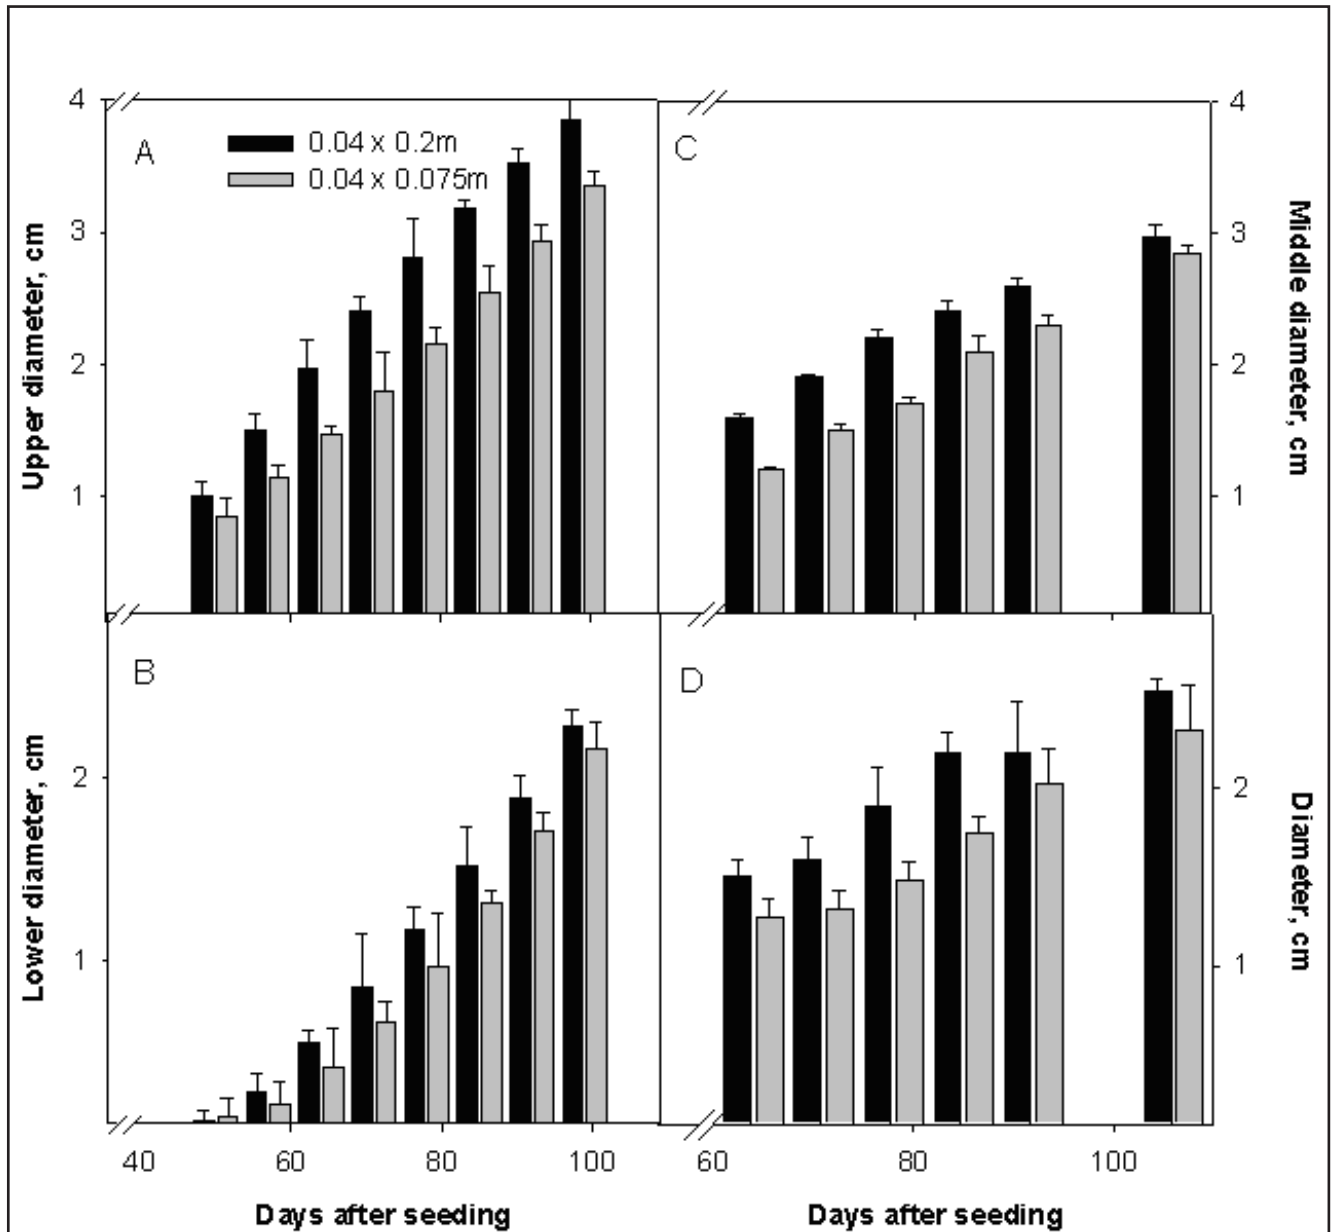 4
4
A
0.04 x 0.2m
C
0.04 x 0.075m
3
3
Upper diameter, cm
Middle diameter, cm
2
2
1
1
B
D
Lower diameter, cm
Diameter, cm
2
2
1
1
40 60 80 100
60 80 100
Days after seeding
Days after seeding